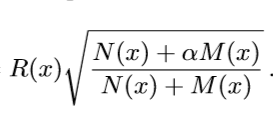 R(x)\sqrt{\frac{N(x) + \alpha M(x)}{N(x) + M(x)}}.